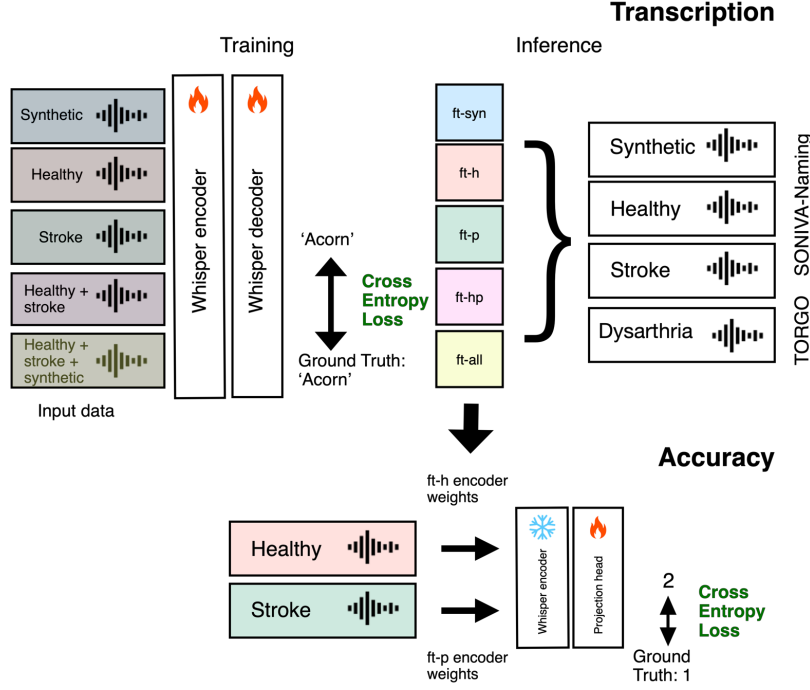 Transcription
Training
Inference
Synthetic
Healthy
Stroke
Healthy +
stroke
Healthy +
stroke +
synthetic
Input data
Whisper encoder
Whisper decoder
‘Acorn’
Cross
Entropy
Loss
Ground Truth:
‘Acorn’
ft-syn
ft-h
ft-p
ft-hp
ft-all
Synthetic
Healthy
Stroke
Dysarthria
SONIVA-Naming
TORGO
Accuracy
ft-h encoder
weights
Healthy
Stroke
ft-p encoder
weights
Whisper encoder
Projection head
2
Cross
Entropy
Loss
Ground
Truth: 1